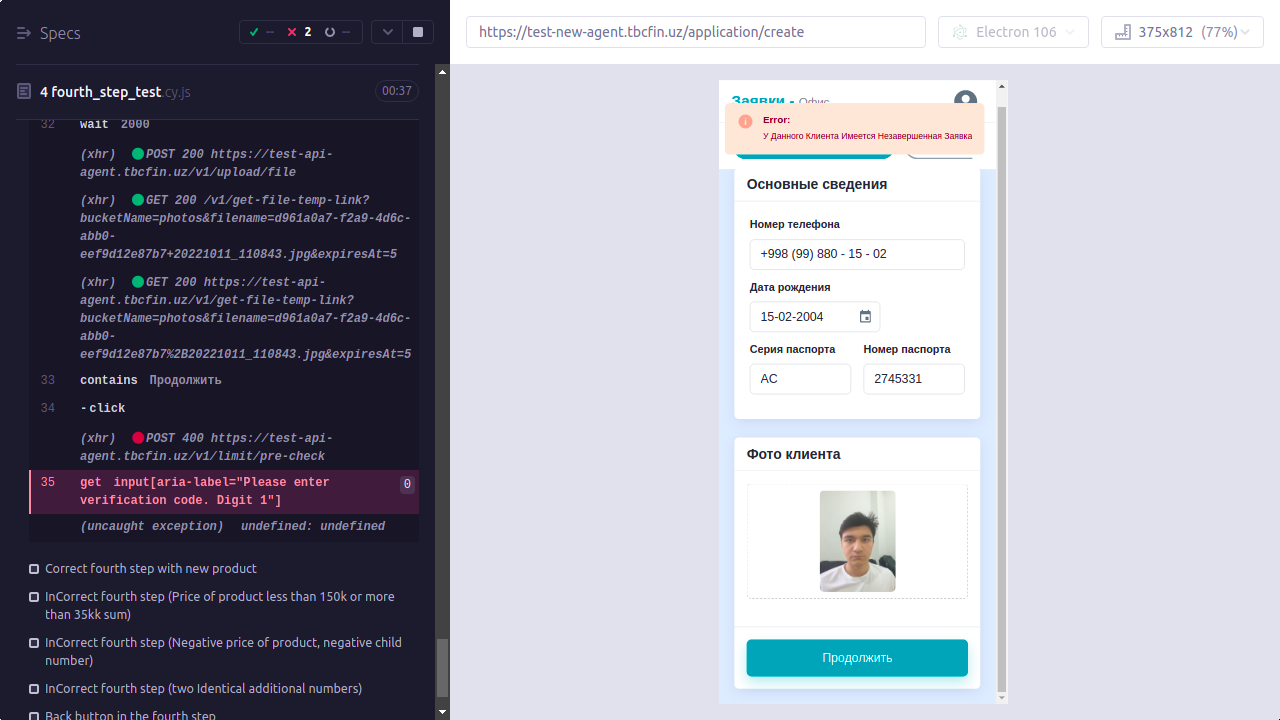 Specs
--
2
--
4 fourth_step_test.cy.js
00:37
32 wait 2000
(xhr) POST 200 https://test-api-
agent.tbcfin.uz/v1/upload/file
(xhr) GET 200 /v1/get-file-temp-link?
bucketName=photos&filename=d961a0a7-f2a9-4d6c-
abb0-
eef9d12e87b7+20221011_110843.jpg&expiresAt=5
(xhr) GET 200 https://test-api-
agent.tbcfin.uz/v1/get-file-temp-link?
bucketName=photos&filename=d961a0a7-f2a9-4d6c-
abb0-
eef9d12e87b7%2B20221011_110843.jpg&expiresAt=5
33 contains Продолжить
34 -click
(xhr) POST 400 https://test-api-
agent.tbcfin.uz/v1/limit/pre-check
35 get input[aria-label="Please enter
verification code. Digit 1"]
0
(uncaught exception) undefined: undefined
Correct fourth step with new product
InCorrect fourth step (Price of product less than 150k or more
than 35kk sum)
InCorrect fourth step (Negative price of product, negative child
number)
InCorrect fourth step (two Identical additional numbers)
Back button in the fourth step
https://test-new-agent.tbcfin.uz/application/create
Electron 106
375x812 (77%)
Заявки - Офис
Error:
У Данного Клиента Имеется Незавершенная Заявка
Основные сведения
Номер телефона
+998 (99) 880 - 15 - 02
Дата рождения
15-02-2004
Серия паспорта Номер паспорта
AC 2745331
Фото клиента
Продолжить